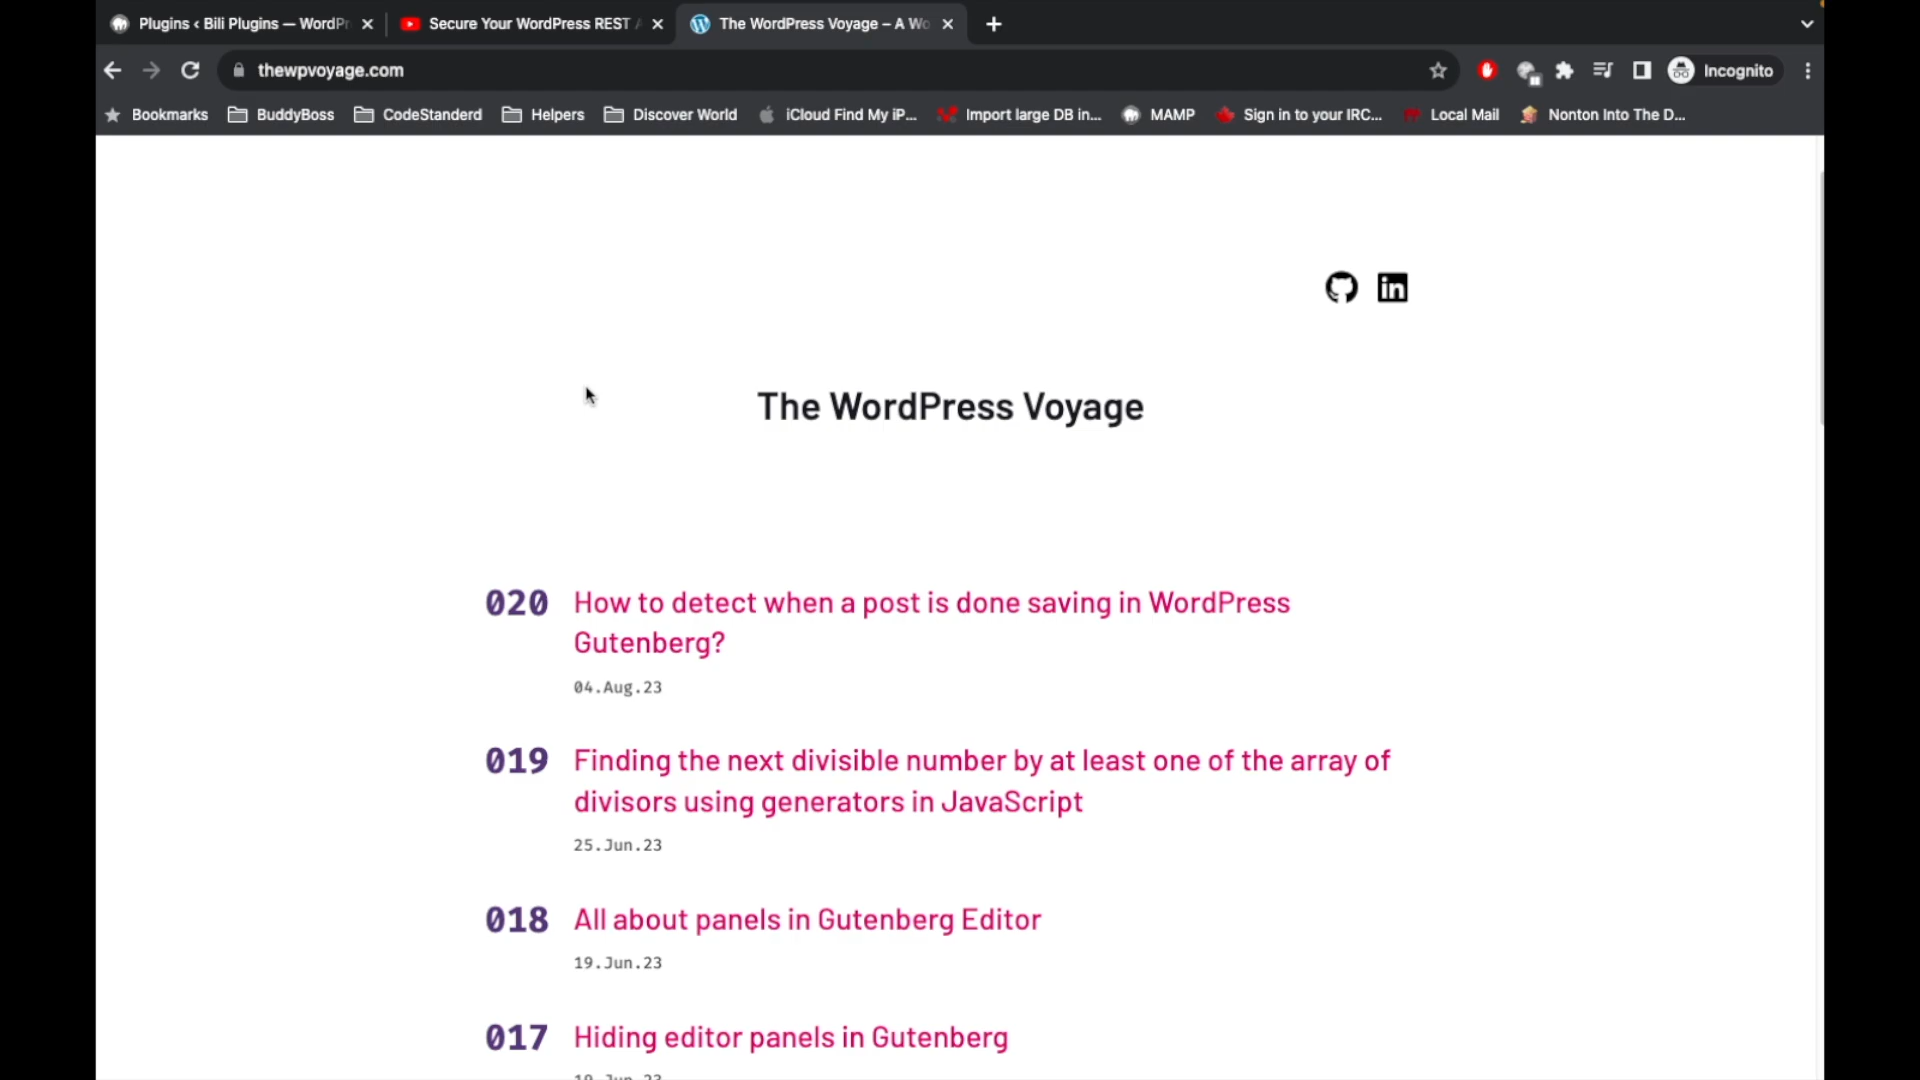 Plugins ‹ Bili Plugins — WordPr
Secure Your WordPress REST A
The WordPress Voyage – A Wo
thewpvoyage.com
Incognito
Bookmarks
BuddyBoss
CodeStanderd
Helpers
Discover World
iCloud Find My iP...
Import large DB in...
MAMP
Sign in to your IRC...
Local Mail
Nonton Into The D...
The WordPress Voyage
020 How to detect when a post is done saving in WordPress
Gutenberg?
04.Aug.23
019 Finding the next divisible number by at least one of the array of
divisors using generators in JavaScript
25.Jun.23
018 All about panels in Gutenberg Editor
19.Jun.23
017 Hiding editor panels in Gutenberg